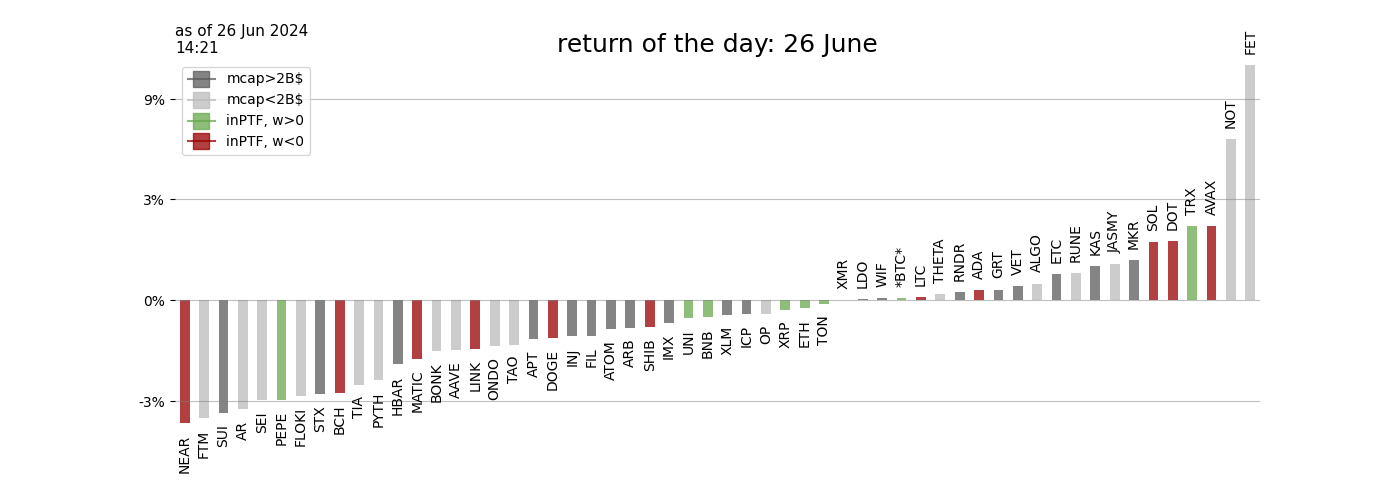 as of 26 Jun 2024
14:21
return of the day: 26 June
mcap>2B$
mcap<2B$
inPTF, w>0
inPTF, w<0
9%
3%
0%
-3%
NEAR
FTM
SUI
AR
SEI
PEPE
FLOKI
STX
BCH
TIA
PYTH
HBAR
MATIC
BONK
AAVE
LINK
ONDO
TAO
APT
DOGE
INJ
FIL
ATOM
ARB
SHIB
IMX
UNI
BNB
XLM
ICP
OP
XRP
ETH
TON
XMR
LDO
WIF
*BTC*
LTC
THETA
RNDR
ADA
GRT
VET
ALGO
ETC
RUNE
KAS
JASMY
MKR
SOL
DOT
TRX
AVAX
NOT
FET